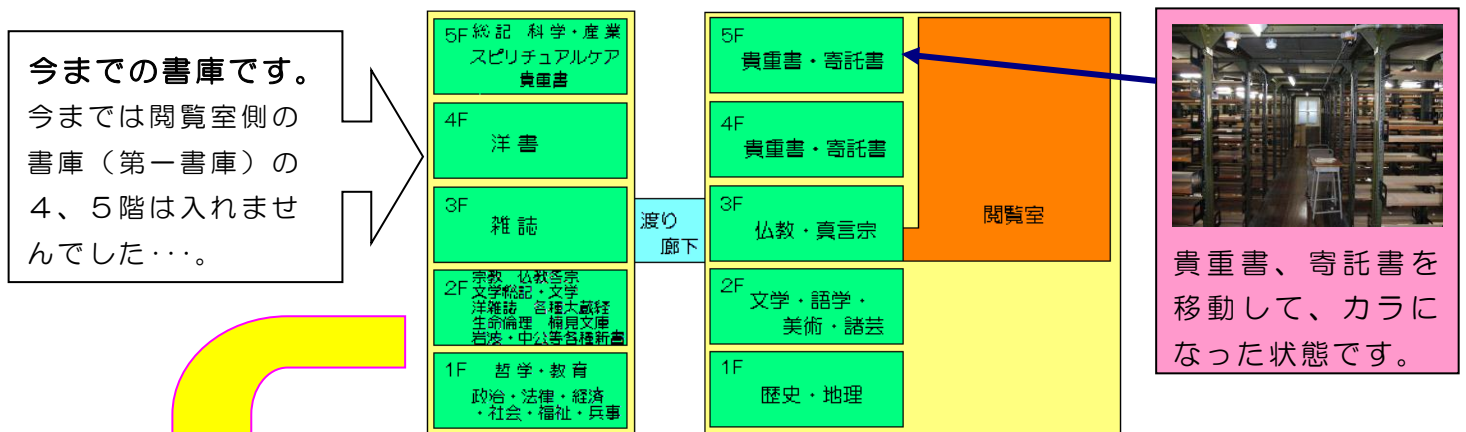 今までの書庫です。
今までは閲覧室側の
書庫（第一書庫）の
４、５階は入れませ
んでした･･･。
5F 総記 科学・産業
スピリチュアルケア
貴重書
4F
洋書
3F
雑誌
2F
宗教 仏教各宗
文学総記・文学
洋雑誌 各種大蔵経
生命倫理 楠見文庫
岩波・中公等各種新書
1F 哲学・教育
政治・法律・経済
・社会・福祉・兵事
渡り
廊下
5F
貴重書・寄託書
4F
貴重書・寄託書
3F
仏教・真言宗
2F
文学・語学・
美術・諸芸
1F
歴史・地理
閲覧室
貴重書、寄託書を
移動して、カラに
なった状態です。